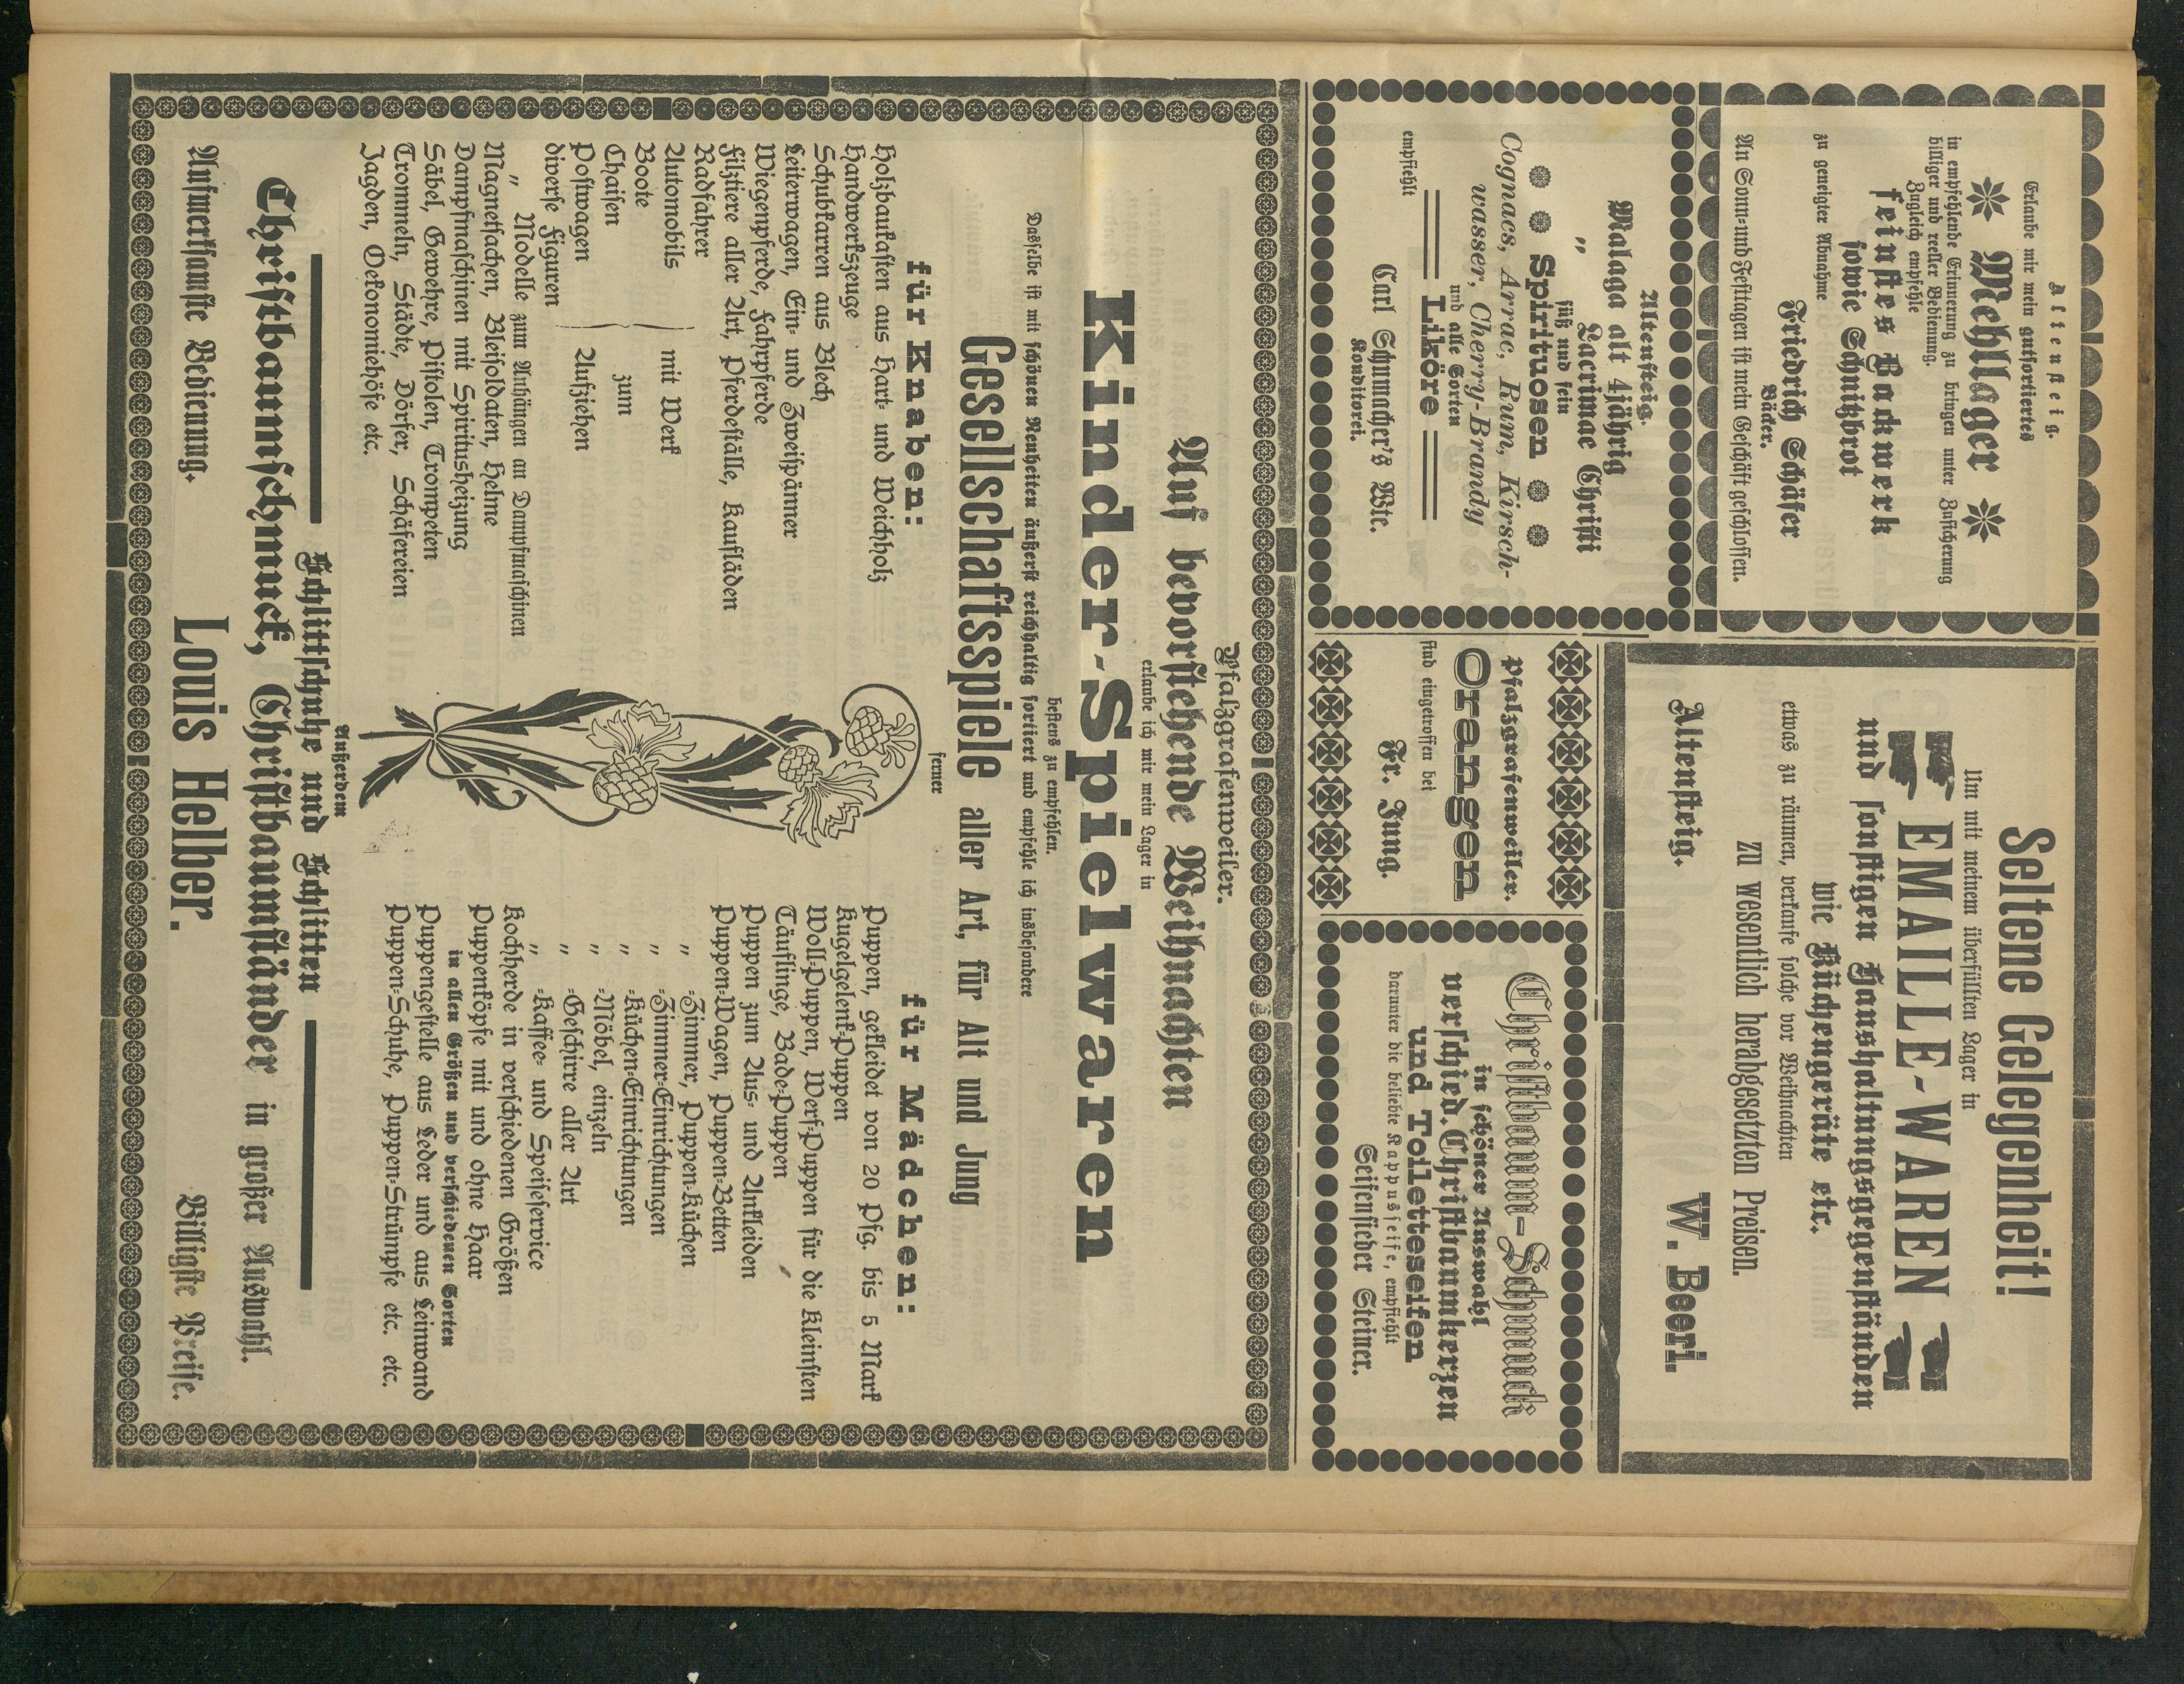 Altensteig.
Erlaube mir mein gutsortiertes
Mehllager
in empfehlende Erinnerung zu bringen unter Zusicherung
billiger und reeller Bedienung.
Zugleich empfehle
feinstes Backwerk
sowie Schnitzbrot
zu geneigter Abnahme
Friedrich Schäfer
Bäcker.
An Sonn- und Festtagen ist mein Geschäft geschlossen.
Altensteig.
Malaga alt 4jährig
„ Lacrimae Christi
süß und fein
Spirituosen
Cognacs, Arrac, Rum, Kirsch-
wasser, Cherry-Brandy
und alle Sorten
Liköre
empfiehlt
Carl Schumacher's Wte.
Konditorei.
Seltene Gelegenheit!
Um mit meinem überfüllten Lager in
EMAILLE-WAREN
und sonstigen Haushaltungsgegenständen
wie Küchengeräte etc.
etwas zu räumen, verkaufe solche vor Weihnachten
zu wesentlich herabgesetzten Preisen.
Altensteig.
W. Beeri.
Pfalzgrafenweiler.
Orangen
sind eingetroffen bei
Fr. Jung.
Christbaum-Schmuck
in schöner Auswahl
verschied. Christbaumkerzen
und Toiletteseifen
darunter die beliebte Kappusseife, empfiehlt
Seifensieder Steiner.
Pfalzgrafenweiler.
Auf bevorstehende Weihnachten
erlaube ich mir mein Lager in
Kinder-Spielwaren
bestens zu empfehlen.
Dasselbe ist mit schönen Neuheiten äußerst reichhaltig sortiert und empfehle ich insbesondere
Gesellschaftsspiele aller Art, für Alt und Jung
ferner
für Knaben:
Holzbaukasten aus Hart- und Weichholz
Handwerkszeuge
Schubkarren aus Blech
Leiterwagen, Ein- und Zweispänner
Wiegenpferde, Fahrpferde
Filztiere aller Art, Pferdeställe, Kaufläden
Radfahrer
Automobils
Boote
Chaisen
Postwagen
diverse Figuren
mit Werk
zum
Aufziehen
„ Modelle zum Anhängen an Dampfmaschinen
Magnetsachen, Bleisoldaten, Helme
Dampfmaschinen mit Spiritusheizung
Säbel, Gewehre, Pistolen, Trompeten
Trommeln, Städte, Dörfer, Schäfereien
Jagden, Oekonomiehöfe etc.
für Mädchen:
Puppen, gekleidet von 20 Pfg. bis 5 Mark
Kugelgelenk-Puppen
Woll-Puppen, Werf-Puppen für die Kleinsten
Täuflinge, Bade-Puppen
Puppen zum Aus- und Ankleiden
Puppen-Wagen, Puppen-Betten
„ -Zimmer, Puppen-Küchen
„ -Zimmer-Einrichtungen
„ -Küchen-Einrichtungen
„ -Möbel, einzeln
„ -Geschirre aller Art
„ -Kaffee- und Speiseservice
Kochherde in verschiedenen Größen
Puppenköpfe mit und ohne Haar
in allen Größen und verschiedenen Sorten
Puppengestelle aus Leder und aus Leinwand
Puppen-Schuhe, Puppen-Strümpfe etc. etc.
Außerdem
Schlittschuhe und Schlitten
Christbaumschmuck, Christbaumständer in großer Auswahl.
Aufmerksamste Bedienung.
Louis Helber.
Billigste Preise.